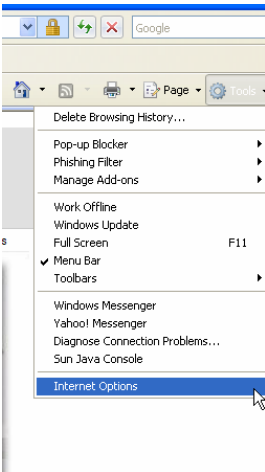 Google
Page Tools
Delete Browsing History...
Pop-up Blocker
Phishing Filter
Manage Add-ons
Work Offline
Windows Update
Full Screen F11
s
Menu Bar
Toolbars
Windows Messenger
Yahoo! Messenger
Diagnose Connection Problems...
Sun Java Console
Internet Options